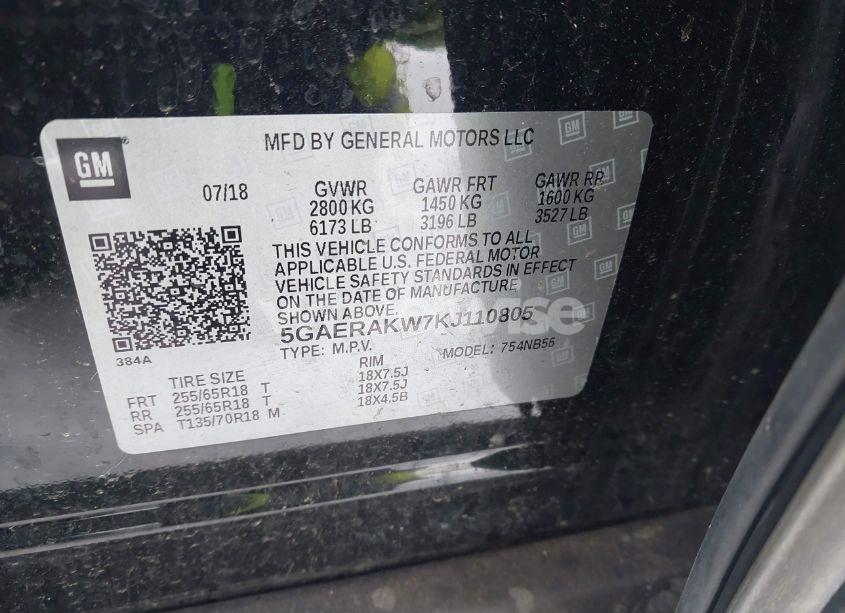 MFD BY GENERAL MOTORS LLC
GM
07/18 GVWR GAWR FRT GAWR RR
2800 KG 1450 KG 1600 KG
6173 LB 3196 LB 3527 LB
THIS VEHICLE CONFORMS TO ALL
APPLICABLE U.S. FEDERAL MOTOR
VEHICLE SAFETY STANDARDS IN EFFECT
ON THE DATE OF MANUFACTURE
SHOWN ABOVE.
5GAERAKW7KJ110805
TYPE: M.P.V. MODEL: 754NB56
384A
TIRE SIZE RIM
FRT 255/65R18 T 18X7.5J
RR 255/65R18 T 18X7.5J
SPA T135/70R18 M 18X4.5B